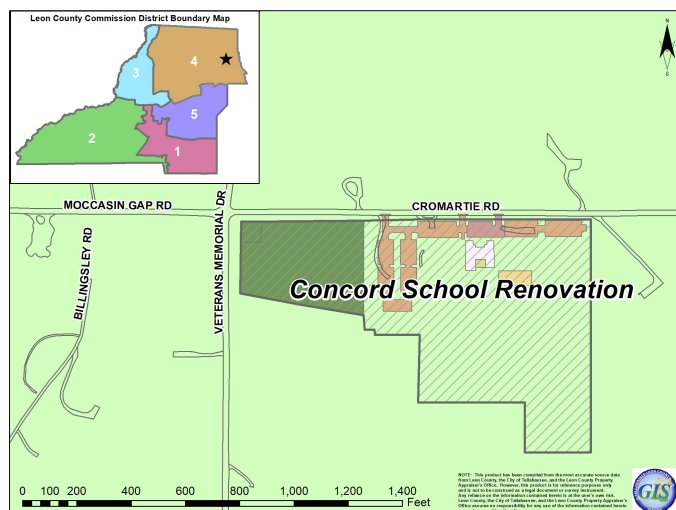 Leon County Commission District Boundary Map
3
4
5
2
1
N
S
MOCCASIN GAP RD
CROMARTIE RD
BILLINGSLEY RD
VETERANS MEMORIAL DR
Concord School Renovation
0 100 200 400 600 800 1,000 1,200 1,400
Feet
NOTE: This product has been compiled from the most accurate source data
from Leon County, the City of Tallahassee, and the Leon County Property
Appraiser's Office. However, this product is for reference purposes only
and is not to be construed as a legal document or survey instrument.
Any reliance on the information contained herein is at the user's own risk.
Leon County, the City of Tallahassee, and the Leon County Property Appraiser's
Office assume no responsibility for any use of the information contained herein
GIS